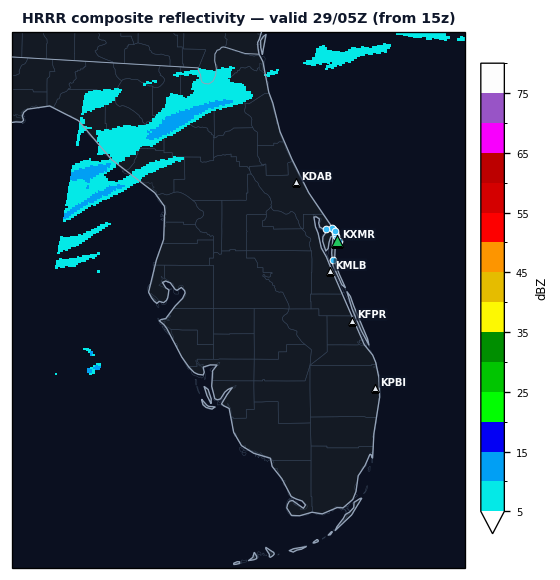 HRRR composite reflectivity — valid 29/05Z (from 15z)
KDAB
KXMR
KMLB
KFPR
KPBI
75
65
55
45
35
25
15
5
dBZ